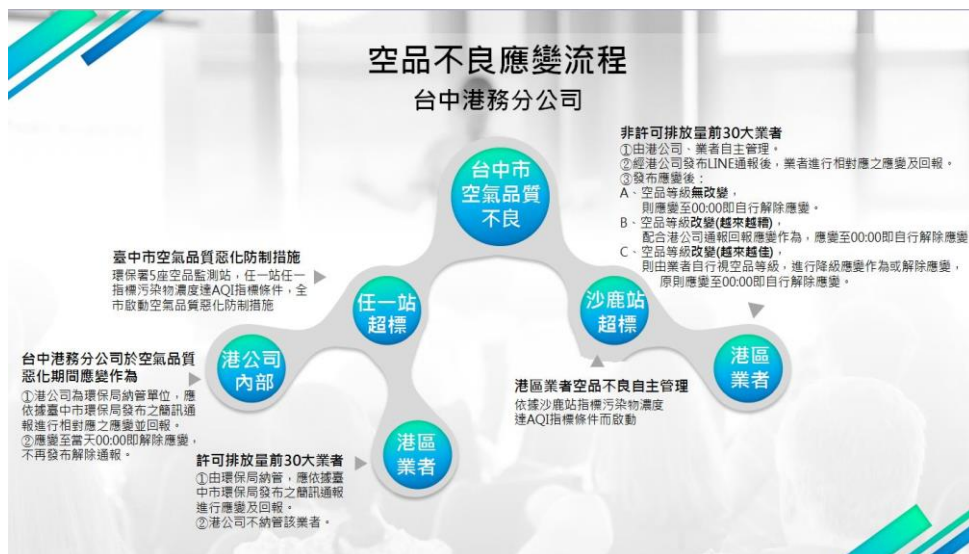 空品不良應變流程
台中港務分公司
台中市
空氣品質
不良
任一站
超標
沙鹿站
超標
港公司
內部
港區
業者
港區
業者
臺中市空氣品質惡化防制措施
環保署5座空品監測站，任一站任一
指標污染物濃度達AQI指標條件，全
市啟動空氣品質惡化防制措施
台中港務分公司於空氣品質
惡化期間應變作為
①港公司為環保局納管單位，應
依據臺中市環保局發布之簡訊通
報進行相對應之應變並回報。
②應變至當天00:00即解除應變，
不再發布解除通報。
許可排放量前30大業者
①由環保局納管，應依據臺
中市環保局發布之簡訊通報
進行應變及回報。
②港公司不納管該業者。
港區業者空品不良自主管理
依據沙鹿站指標污染物濃度
達AQI指標條件而啟動
非許可排放量前30大業者
①由港公司、業者自主管理。
②經港公司發布LINE通報後，業者進行相對應之應變及回報。
③發布應變後：
A、空品等級無改變，
則應變至00:00即自行解除應變。
B、空品等級改變(越來越糟)，
配合港公司通報回報應變作為，應變至00:00即自行解除應變
C、空品等級改變(越來越佳)，
則由業者自行視空品等級，進行降級應變作為或解除應變，
原則應變至00:00即自行解除應變。